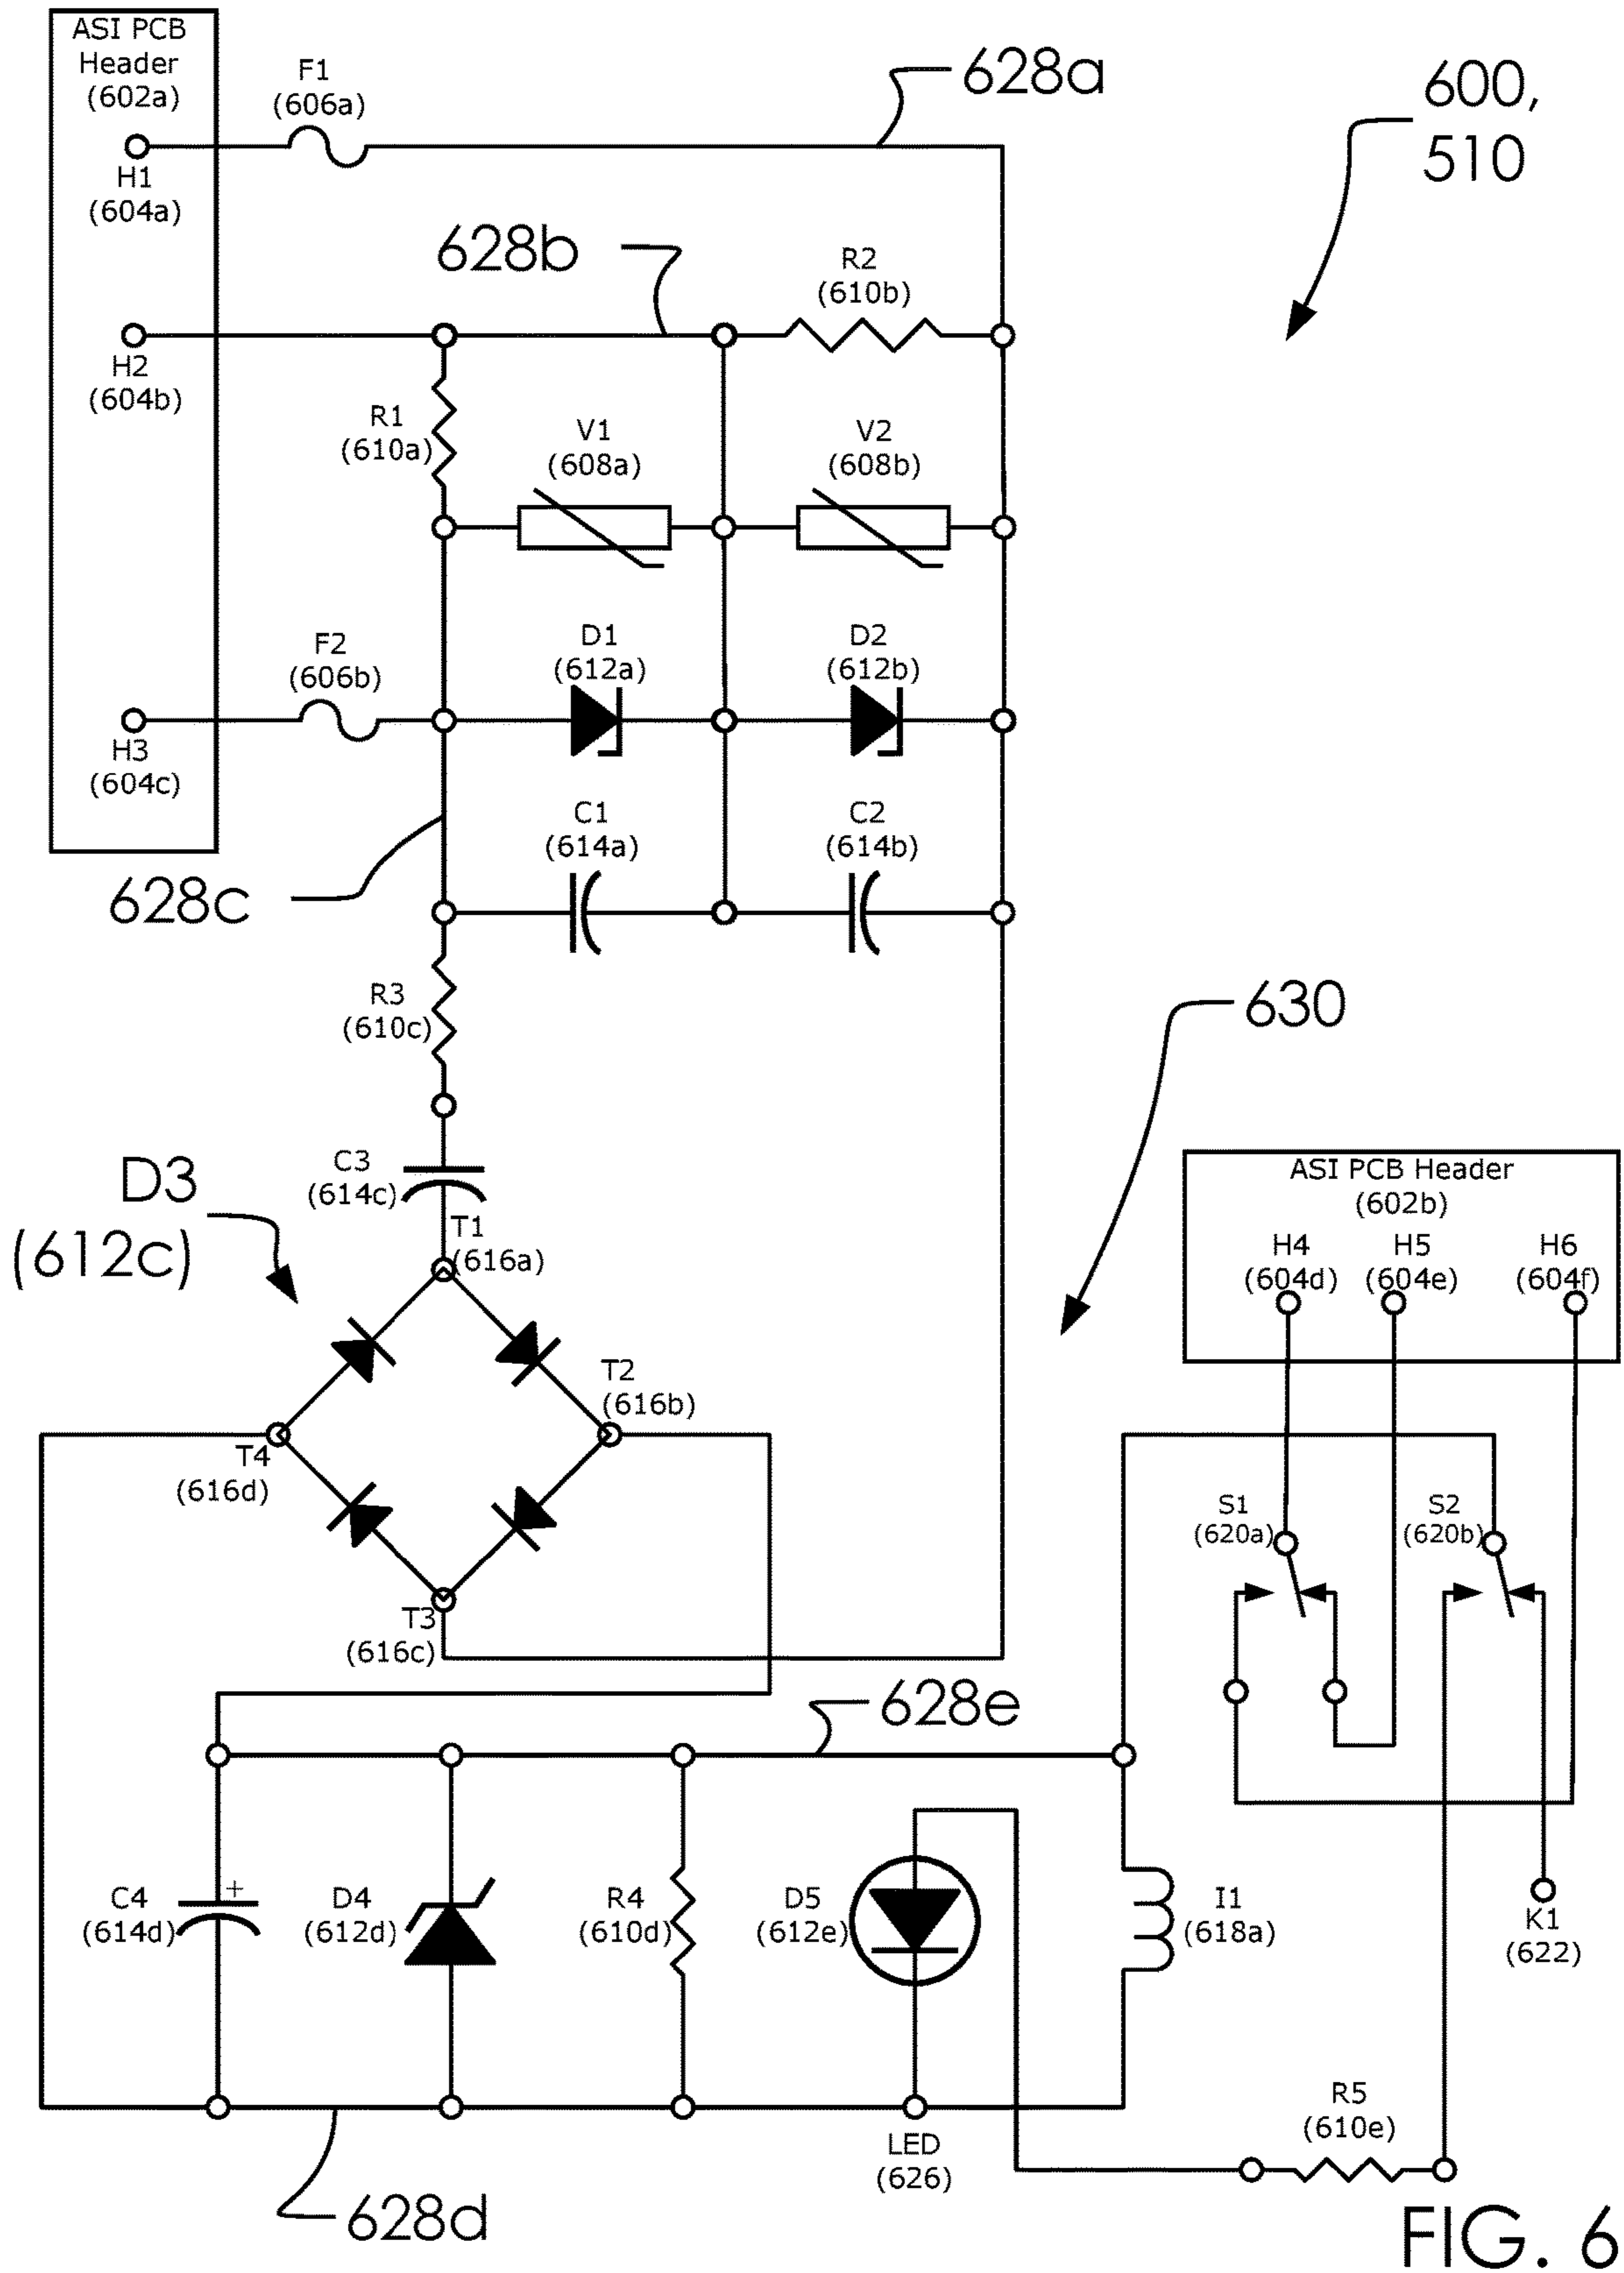 ASI PCB
Header
(602a)
F1
(606a)
628a
600,
510
H1
(604a)
628b
R2
(610b)
H2
(604b)
R1
(610a)
V1
(608a)
V2
(608b)
F2
(606b)
D1
(612a)
D2
(612b)
H3
(604c)
C1
(614a)
C2
(614b)
628c
R3
(610c)
630
D3
(612c)
C3
(614c)
T1
(616a)
ASI PCB Header
(602b)
H4
(604d)
H5
(604e)
H6
(604f)
T2
(616b)
T4
(616d)
S1
(620a)
S2
(620b)
T3
(616c)
628e
C4
(614d)
+
D4
(612d)
R4
(610d)
D5
(612e)
I1
(618a)
K1
(622)
LED
(626)
R5
(610e)
628d
FIG. 6